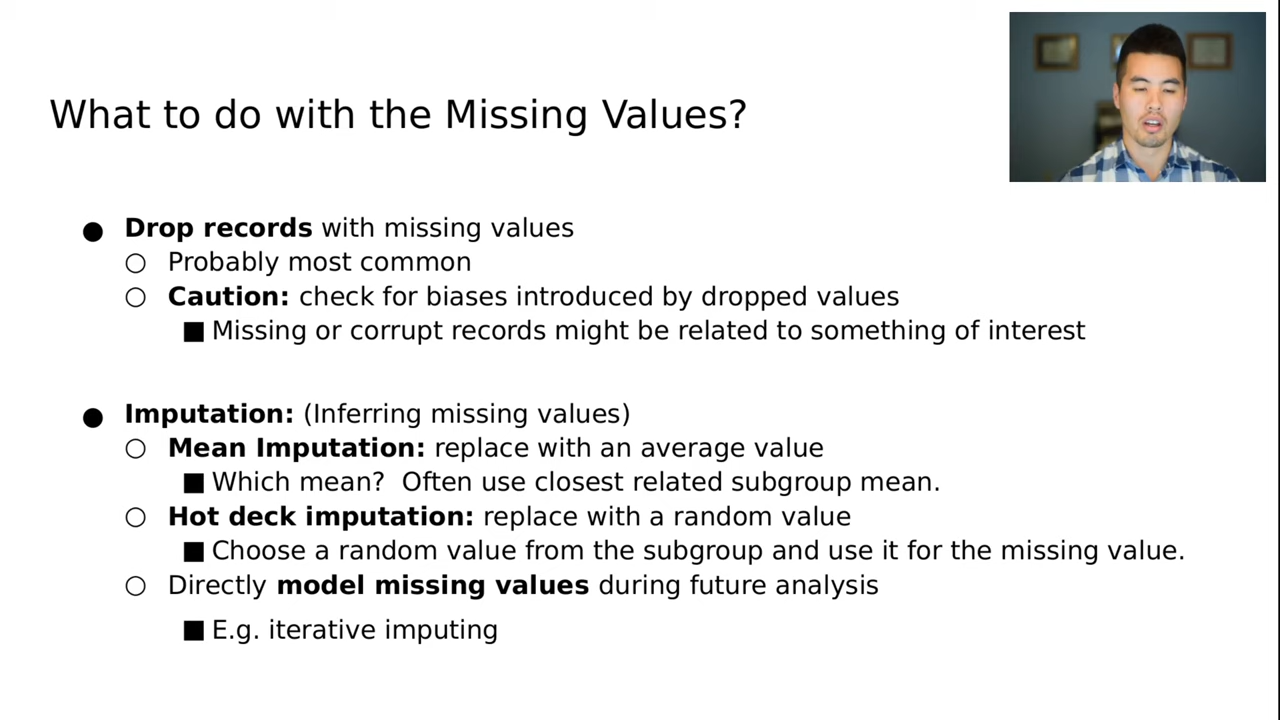 What to do with the Missing Values?
● Drop records with missing values
○ Probably most common
○ Caution: check for biases introduced by dropped values
■ Missing or corrupt records might be related to something of interest
● Imputation: (Inferring missing values)
○ Mean Imputation: replace with an average value
■ Which mean?  Often use closest related subgroup mean.
○ Hot deck imputation: replace with a random value
■ Choose a random value from the subgroup and use it for the missing value.
○ Directly model missing values during future analysis
■ E.g. iterative imputing